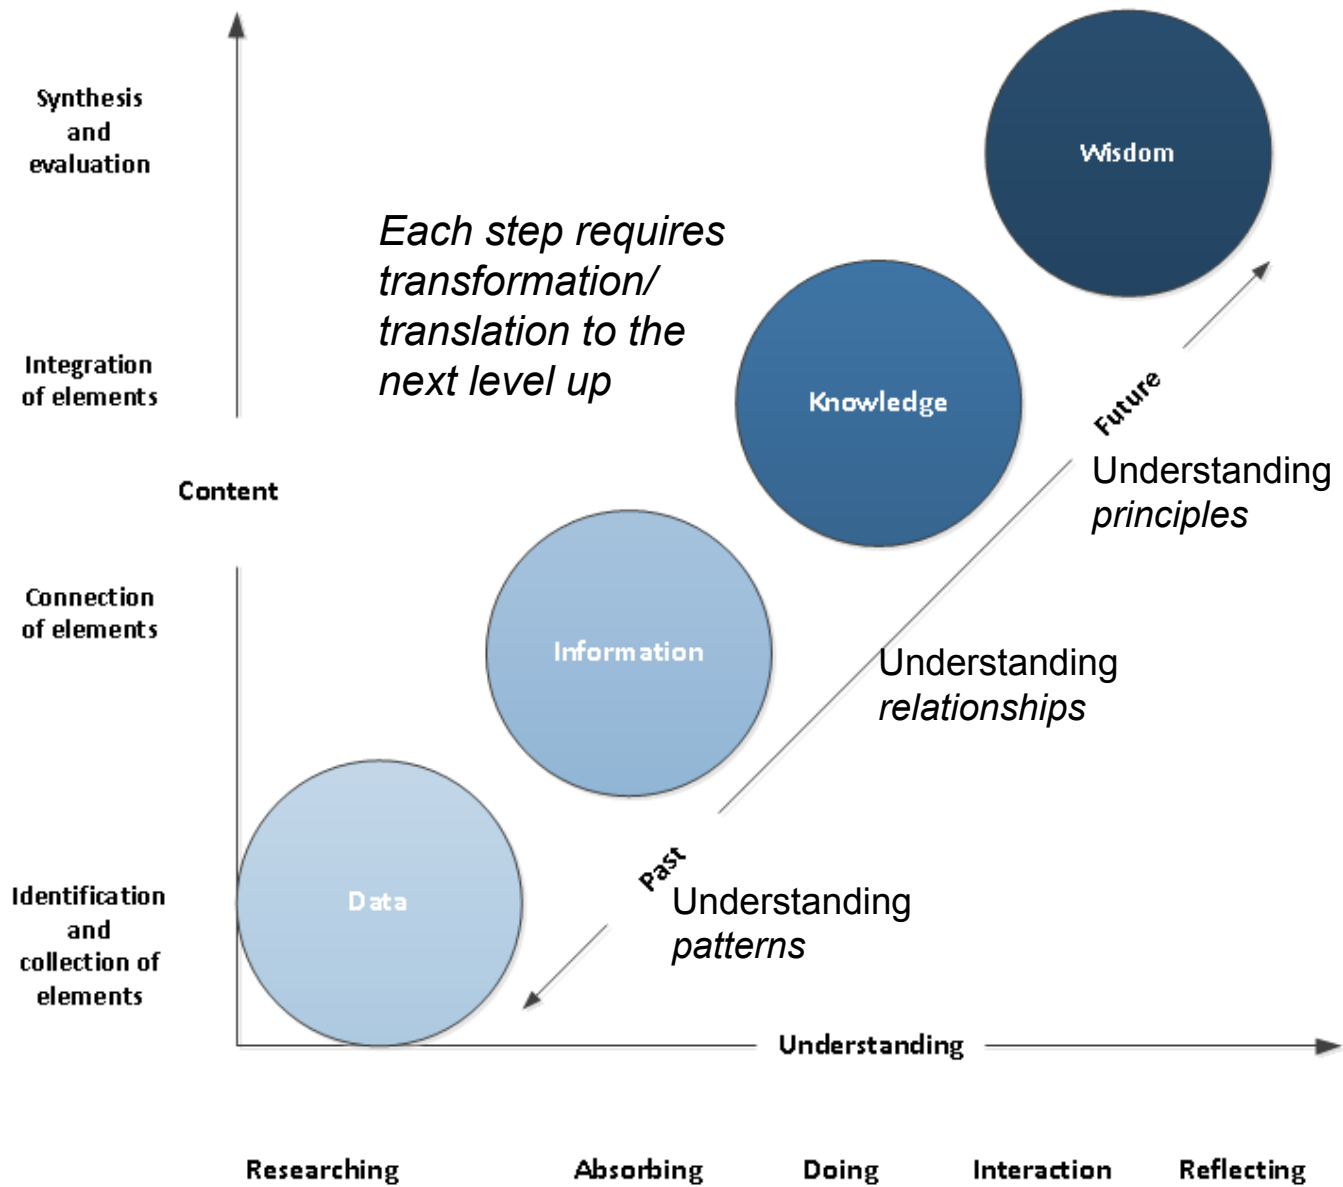 Synthesis
and
evaluation
Wisdom
Each step requires
transformation/
translation to the
next level up
Integration
of elements
Knowledge
Future
Understanding
principles
Content
Connection
of elements
Information
Understanding
relationships
Past
Understanding
patterns
Identification
and
collection of
elements
Data
Understanding
Researching Absorbing Doing Interaction Reflecting